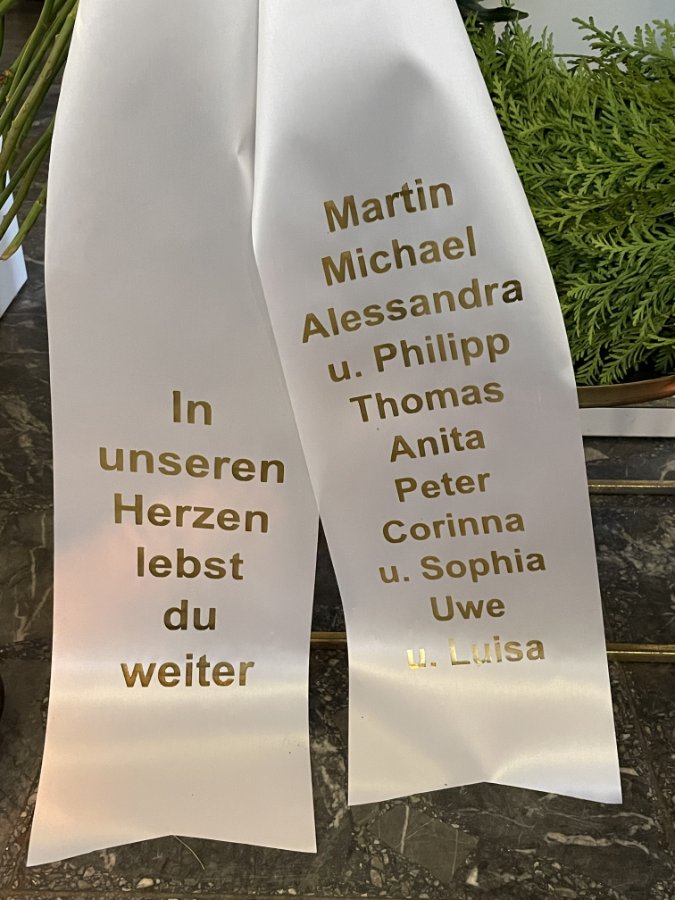 In
unseren
Herzen
lebst
du
weiter
Martin
Michael
Alessandra
u. Philipp
Thomas
Anita
Peter
Corinna
u. Sophia
Uwe
u. Luisa